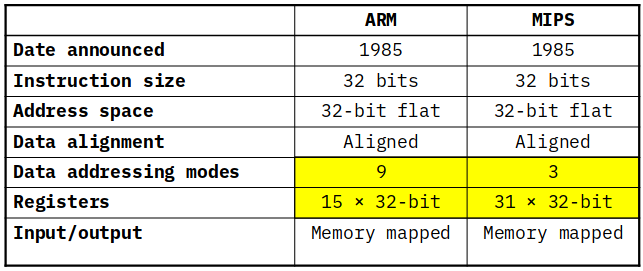 ARM MIPS
Date announced 1985 1985
Instruction size 32 bits 32 bits
Address space 32-bit flat 32-bit flat
Data alignment Aligned Aligned
Data addressing modes 9 3
Registers 15 × 32-bit 31 × 32-bit
Input/output Memory mapped Memory mapped